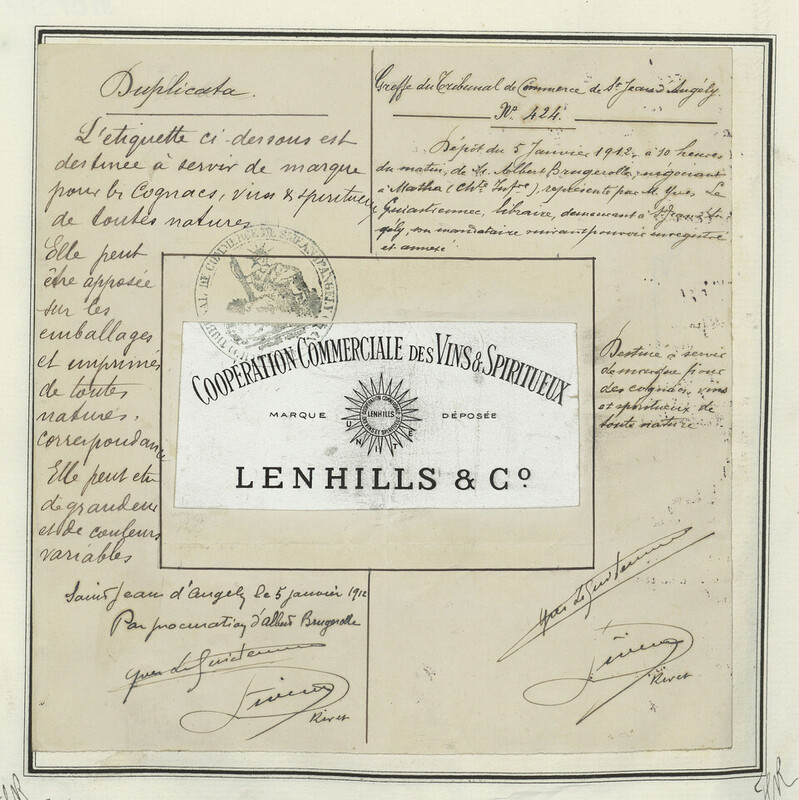 Duplicata.
L'étiquette ci-dessous est
destinée à servir de marque
pour les Cognacs, vins & spiritueux
de toutes natures
Elle peut
être apposée
sur les
emballages
et imprimés
de toutes
natures.
correspondance
Elle peut être
de grandeur
et de couleurs
variables
Greffe du Tribunal de Commerce de St Jean d'Angély.
No. 424.
Dépôt du 5 Janvier 1912, à 10 heures
du matin, de M. Albert Brugerolle, négociant
à Matha (Chte Infre), représenté par M. Yves Le
Guiastiennec, libraire, demeurant à St Jean d'An-
gély, son mandataire suivant pouvoir enregistré
et annexé
COOPÉRATION COMMERCIALE DES VINS & SPIRITUEUX
MARQUE DÉPOSÉE
LENHILLS
UNITE
LENHILLS & Co
Destiné à servir
de marque pour
des cognacs, vins
et spiritueux de
toute nature
Saint Jean d'Angely le 5 janvier 1912
Par procuration d'Albert Brugerolle
Rivet
Rivet